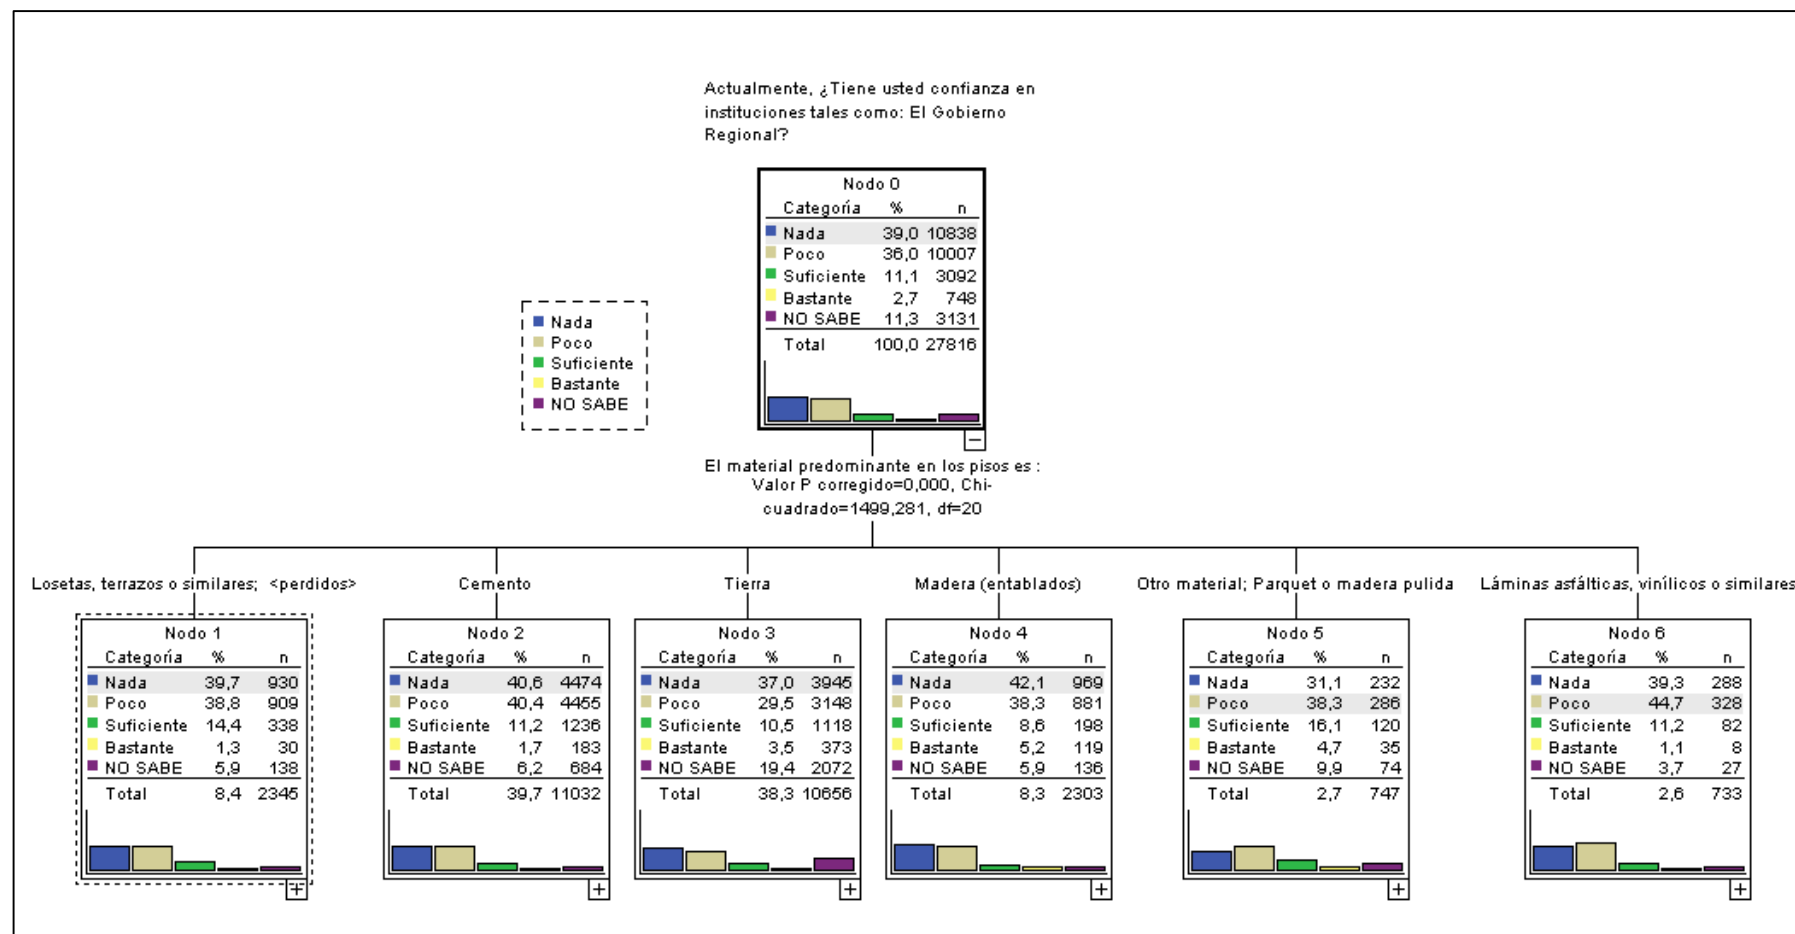 Actualmente, ¿Tiene usted confianza en
instituciones tales como: El Gobierno
Regional?
Nodo 0
Categoría % n
Nada 39,0 10838
Poco 36,0 10007
Suficiente 11,1 3092
Bastante 2,7 748
NO SABE 11,3 3131
Total 100,0 27816
Nada
Poco
Suficiente
Bastante
NO SABE
El material predominante en los pisos es :
Valor P corregido=0,000, Chi-
cuadrado=1499,281, df=20
Losetas, terrazos o similares; <perdidos>
Nodo 1
Categoría % n
Nada 39,7 930
Poco 38,8 909
Suficiente 14,4 338
Bastante 1,3 30
NO SABE 5,9 138
Total 8,4 2345
Cemento
Nodo 2
Categoría % n
Nada 40,6 4474
Poco 40,4 4455
Suficiente 11,2 1236
Bastante 1,7 183
NO SABE 6,2 684
Total 39,7 11032
Tierra
Nodo 3
Categoría % n
Nada 37,0 3945
Poco 29,5 3148
Suficiente 10,5 1118
Bastante 3,5 373
NO SABE 19,4 2072
Total 38,3 10656
Madera (entablados)
Nodo 4
Categoría % n
Nada 42,1 969
Poco 38,3 881
Suficiente 8,6 198
Bastante 5,2 119
NO SABE 5,9 136
Total 8,3 2303
Otro material; Parquet o madera pulida
Nodo 5
Categoría % n
Nada 31,1 232
Poco 38,3 286
Suficiente 16,1 120
Bastante 4,7 35
NO SABE 9,9 74
Total 2,7 747
Láminas asfálticas, vinílicos o similares
Nodo 6
Categoría % n
Nada 39,3 288
Poco 44,7 328
Suficiente 11,2 82
Bastante 1,1 8
NO SABE 3,7 27
Total 2,6 733